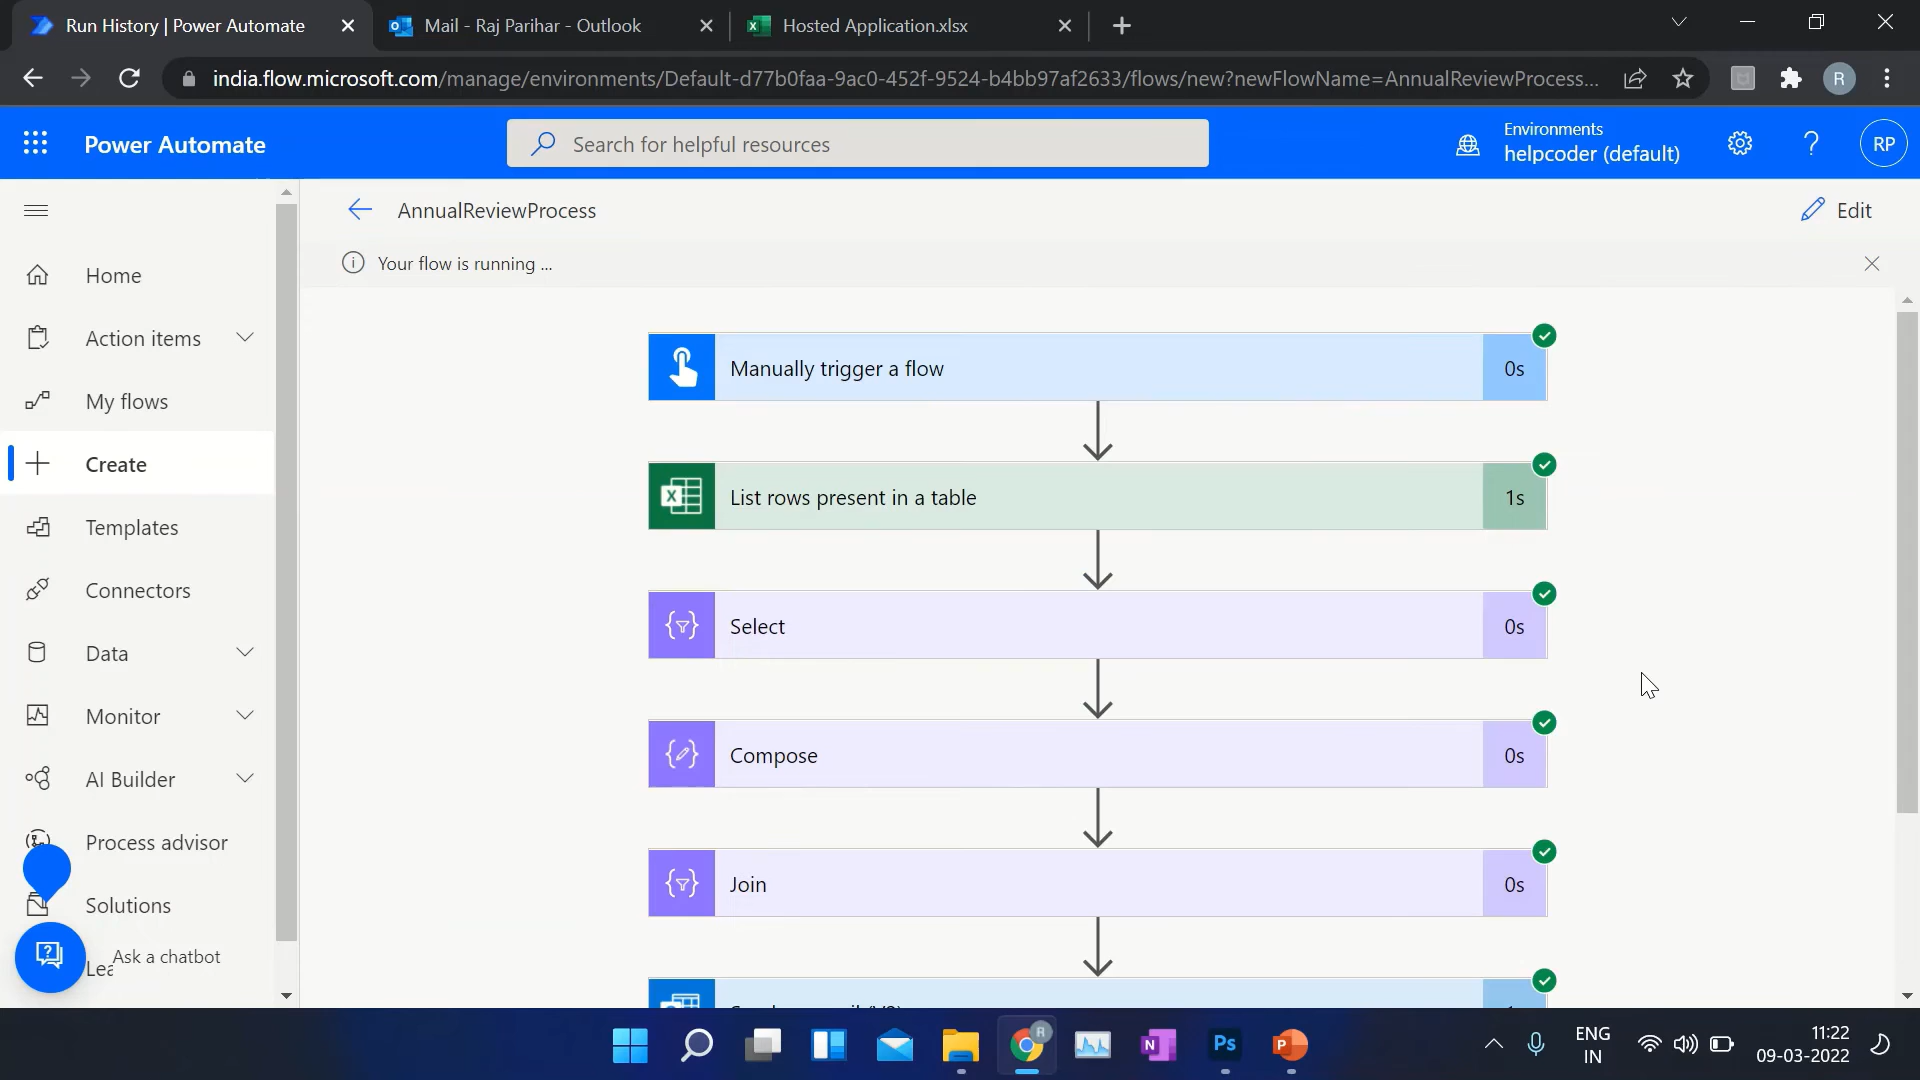 Run History | Power Automate
Mail - Raj Parihar - Outlook
Hosted Application.xlsx
india.flow.microsoft.com/manage/environments/Default-d77b0faa-9ac0-452f-9524-b4bb97af2633/flows/new?newFlowName=AnnualReviewProcess...
R
Power Automate
Search for helpful resources
Environments
helpcoder (default)
RP
AnnualReviewProcess
Edit
Your flow is running ...
Home
Action items
My flows
Create
Templates
Connectors
Data
Monitor
AI Builder
Process advisor
Solutions
Ask a chatbot
Manually trigger a flow
0s
List rows present in a table
1s
Select
0s
Compose
0s
Join
0s
R
N
Ps
P
ENG
IN
11:22
09-03-2022